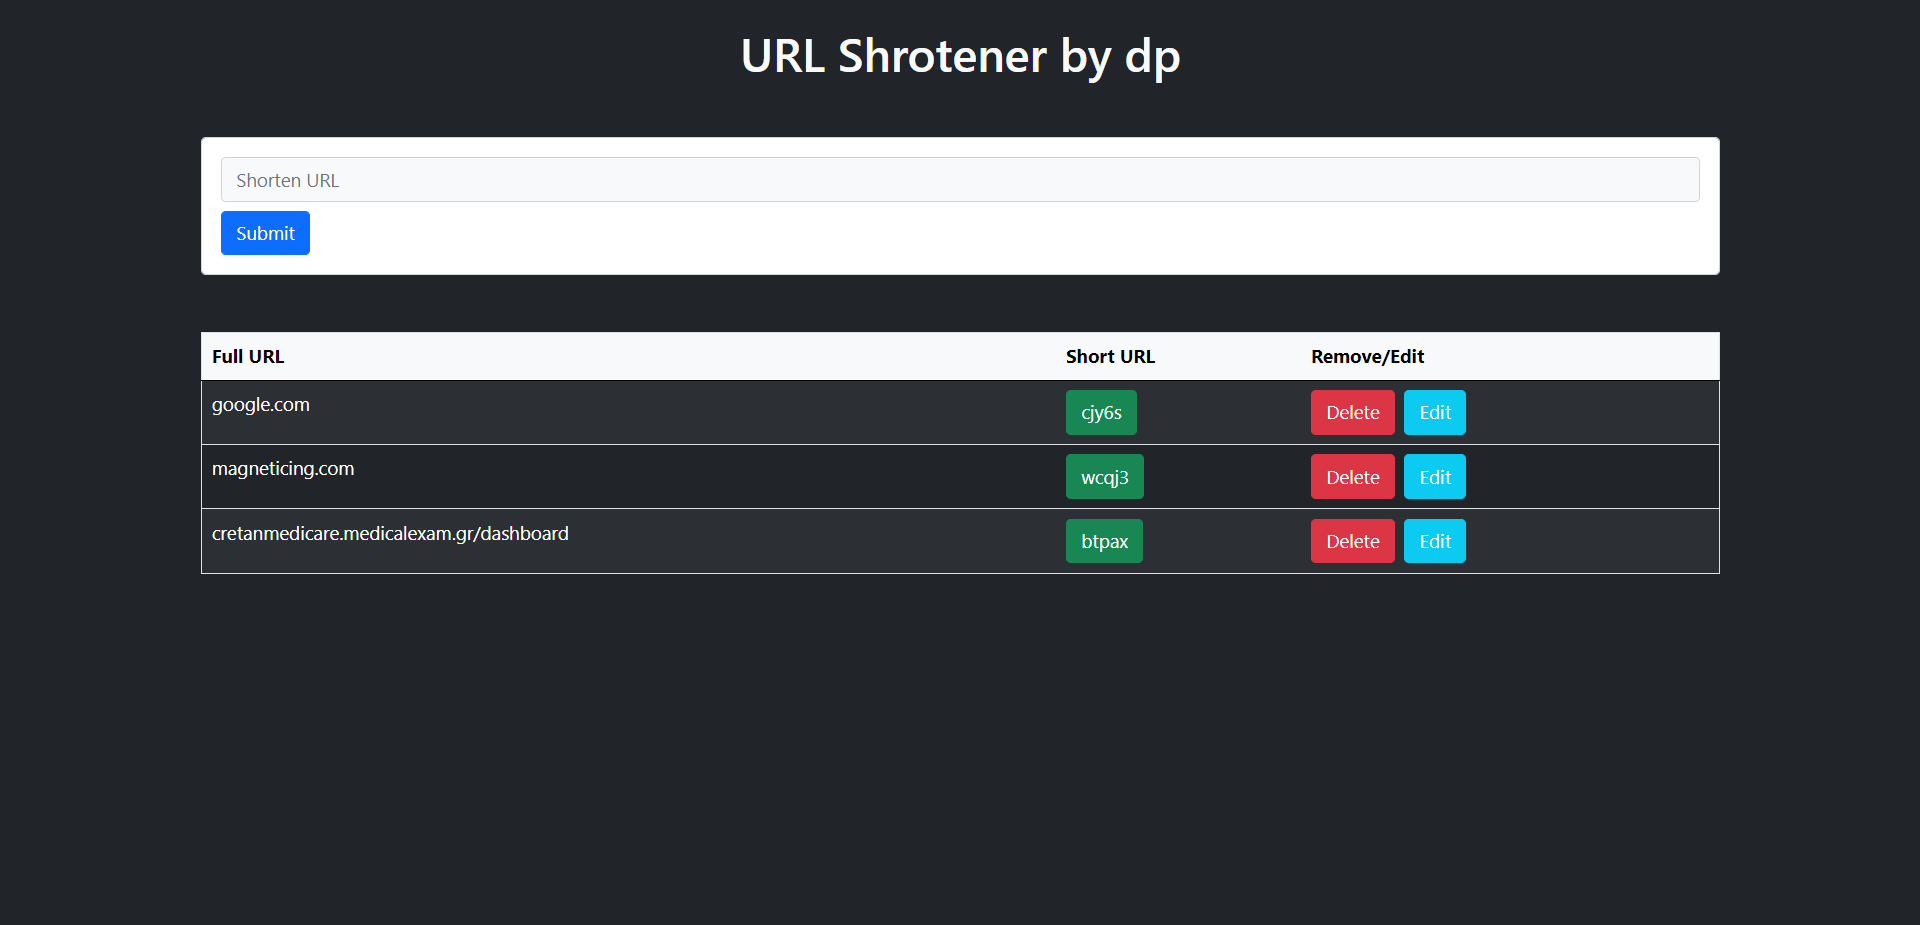 URL Shrotener by dp
Shorten URL
Submit
Full URL Short URL Remove/Edit
google.com cjy6s Delete Edit
magneticing.com wcqj3 Delete Edit
cretanmedicare.medicalexam.gr/dashboard btpax Delete Edit